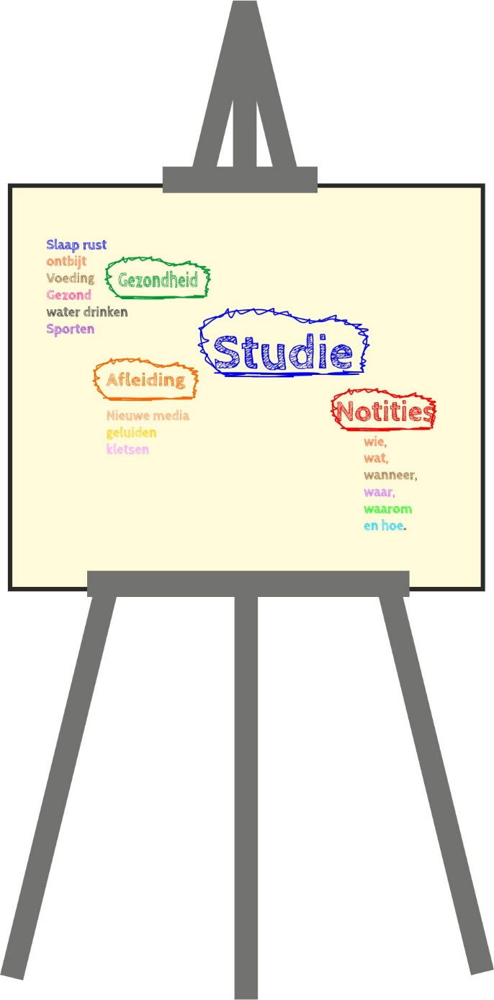 Slaap rust
ontbijt
Voeding
Gezond
water drinken
Sporten
Gezondheid
Studie
Afleiding
Nieuwe media
geluiden
kletsen
Notities
wie,
wat,
wanneer,
waar,
waarom
en hoe.